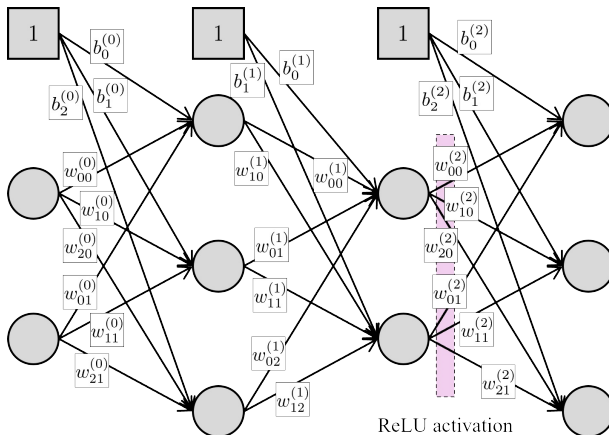 1 1 1
b_0^{(0)} b_0^{(1)} b_0^{(2)}
b_2^{(0)} b_1^{(0)} b_1^{(1)} b_2^{(2)} b_1^{(2)}
w_{00}^{(0)} w_{10}^{(1)} w_{00}^{(1)} w_{00}^{(2)}
w_{10}^{(0)} w_{10}^{(2)}
w_{20}^{(0)} w_{01}^{(1)} w_{20}^{(2)}
w_{01}^{(0)} w_{11}^{(1)} w_{01}^{(2)}
w_{11}^{(0)} w_{02}^{(1)} w_{11}^{(2)}
w_{21}^{(0)} w_{12}^{(1)} w_{21}^{(2)}
ReLU activation